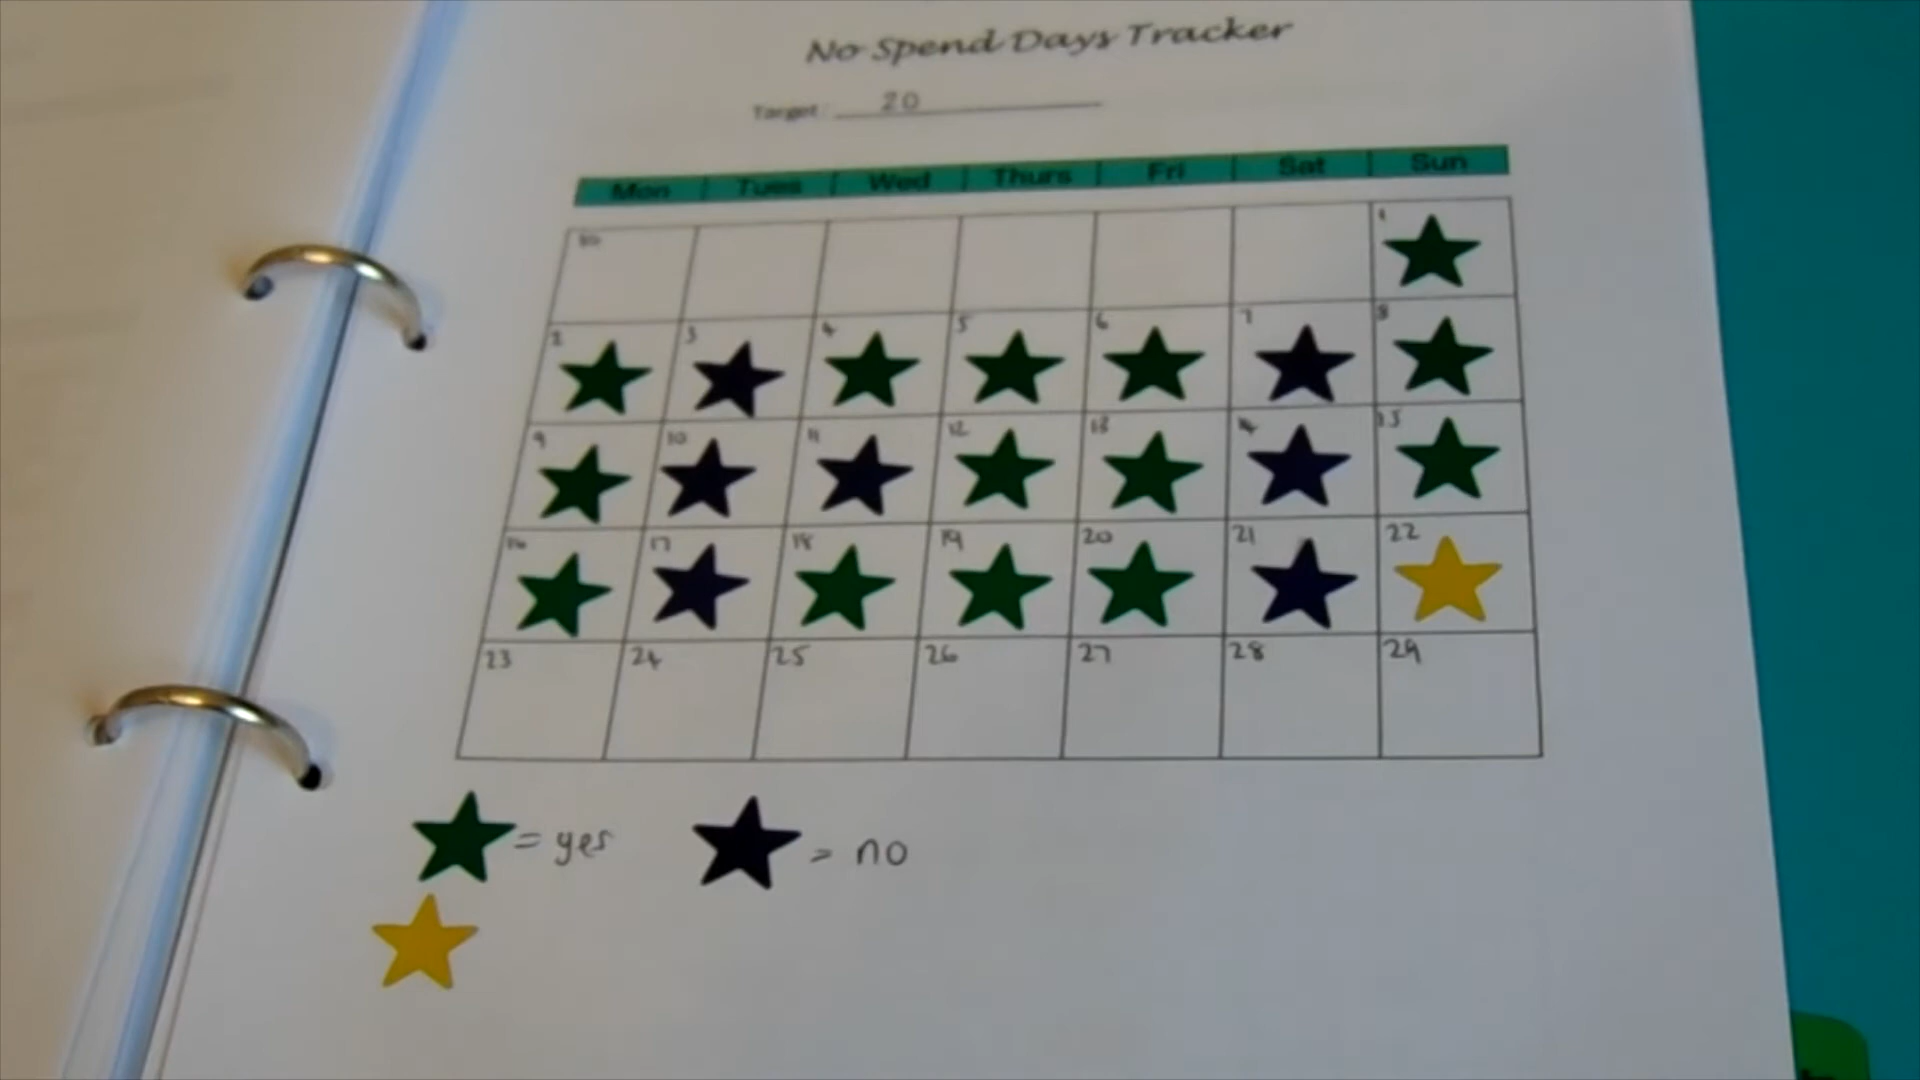 No Spend Days Tracker
Target: 20
Mon Tues Wed Thurs Fri Sat Sun
30 1
2 3 4 5 6 7 8
9 10 11 12 13 14 15
16 17 18 19 20 21 22
23 24 25 26 27 28 29
= yes = no